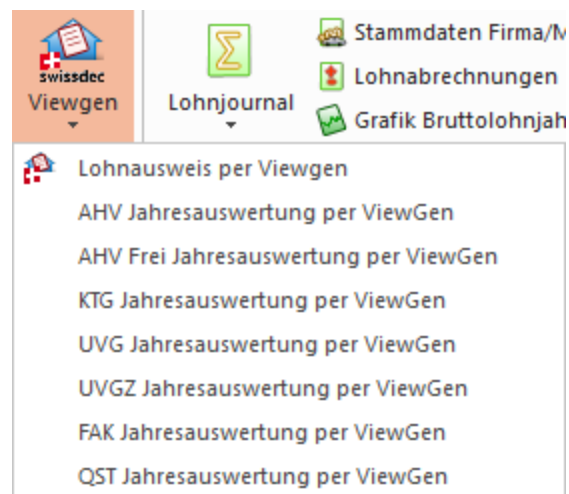 swissdec
Viewgen
Lohnjournal
Stammdaten Firma/M
Lohnabrechnungen
Grafik Bruttolohnjah
Lohnausweis per Viewgen
AHV Jahresauswertung per ViewGen
AHV Frei Jahresauswertung per ViewGen
KTG Jahresauswertung per ViewGen
UVG Jahresauswertung per ViewGen
UVGZ Jahresauswertung per ViewGen
FAK Jahresauswertung per ViewGen
QST Jahresauswertung per ViewGen